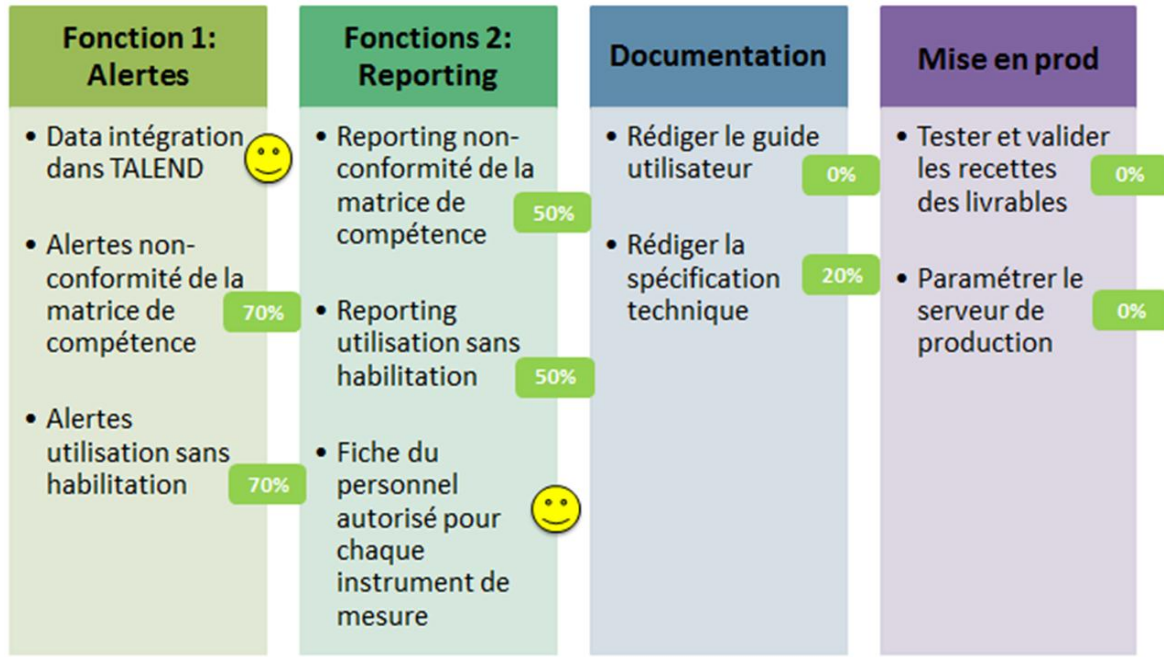 Fonction 1:
Alertes
• Data intégration
dans TALEND
• Alertes non-
conformité de la
matrice de
compétence
70%
• Alertes
utilisation sans
habilitation
70%
Fonctions 2:
Reporting
• Reporting non-
conformité de la
matrice de
compétence
50%
• Reporting
utilisation sans
habilitation
50%
• Fiche du
personnel
autorisé pour
chaque
instrument de
mesure
Documentation
• Rédiger le guide
utilisateur
0%
• Rédiger la
spécification
technique
20%
Mise en prod
• Tester et valider
les recettes
des livrables
0%
• Paramétrer le
serveur de
production
0%